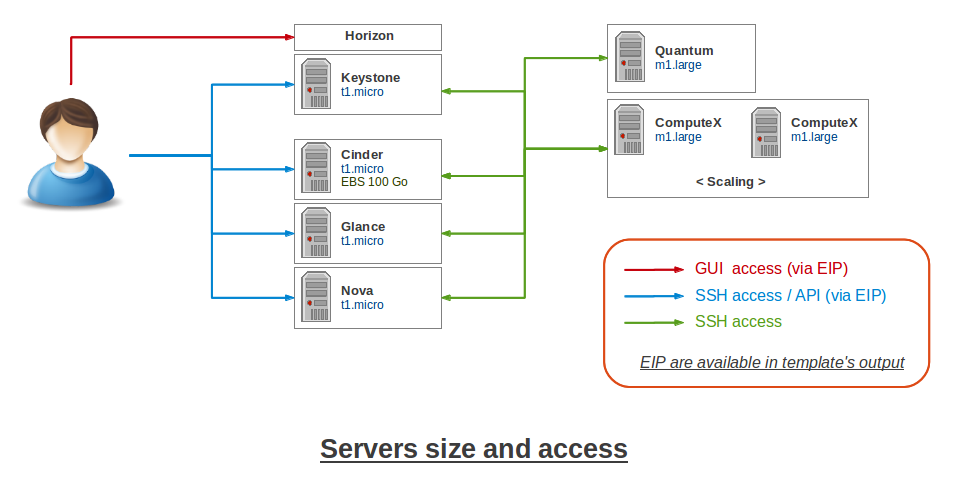 Horizon
Keystone
t1.micro
Cinder
t1.micro
EBS 100 Go
Glance
t1.micro
Nova
t1.micro
Quantum
m1.large
ComputeX
m1.large
ComputeX
m1.large
< Scaling >
GUI  access (via EIP)
SSH access / API (via EIP)
SSH access
EIP are available in template's output
Servers size and access